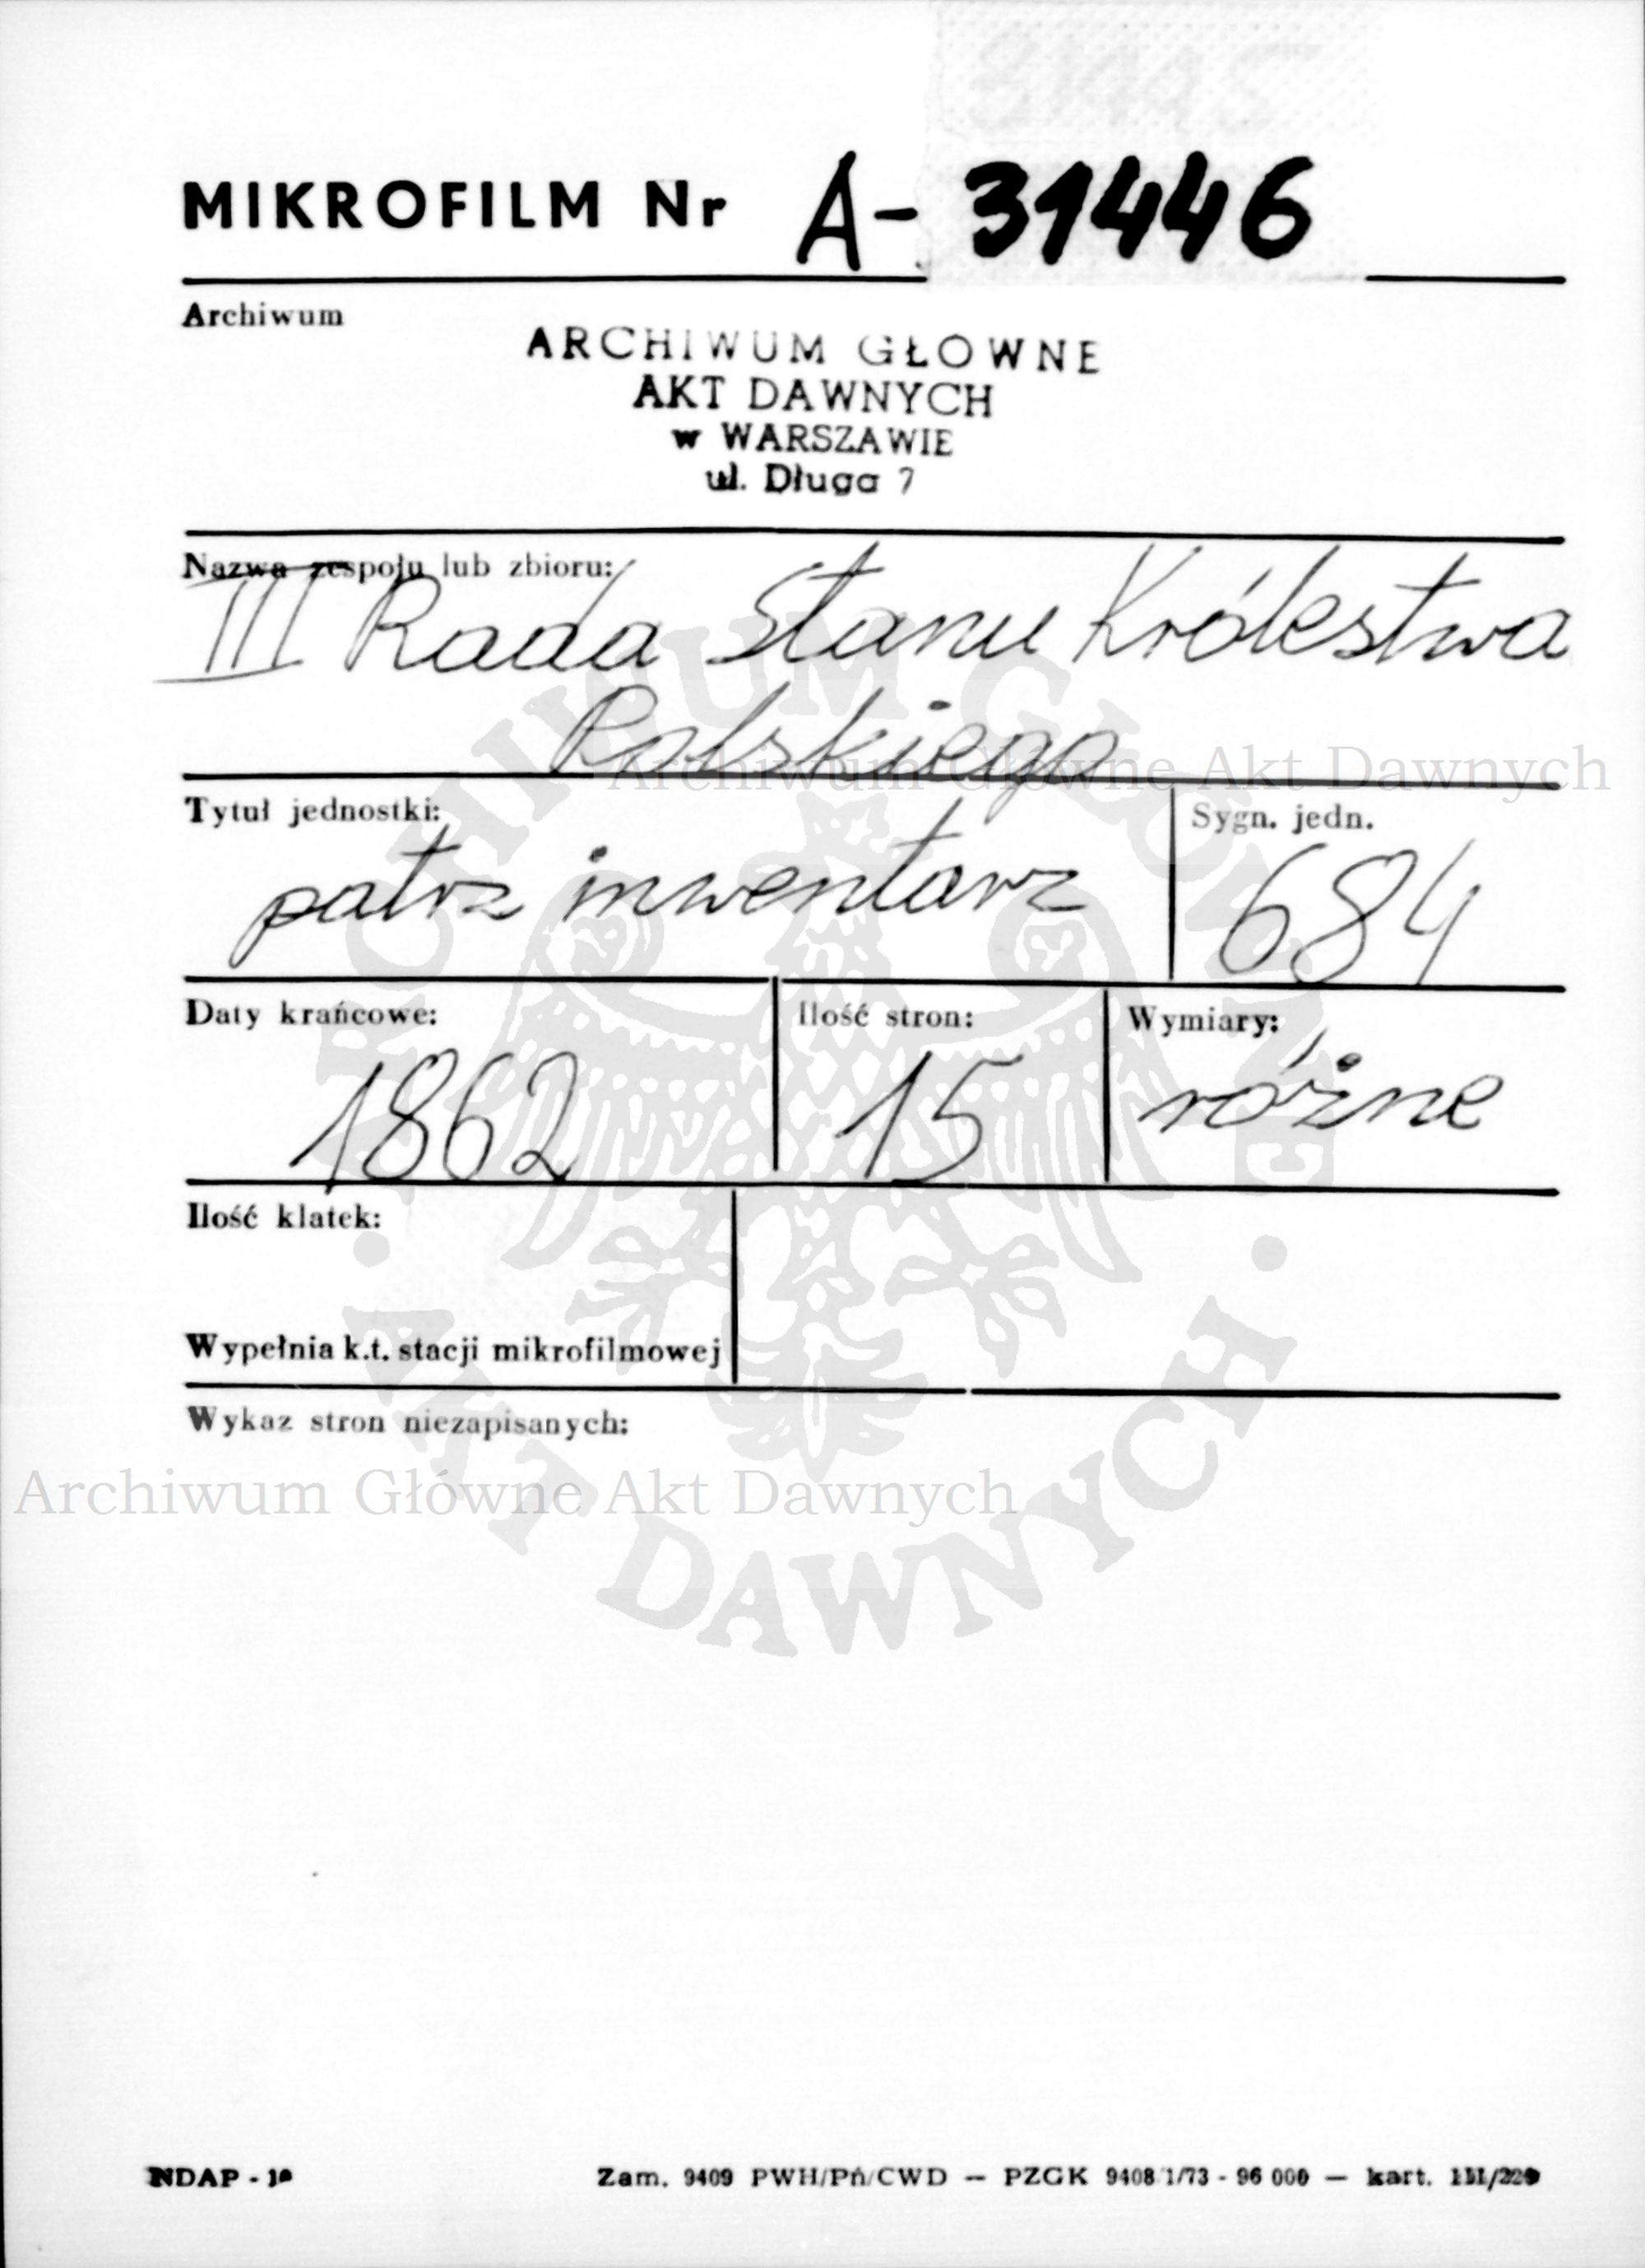 MIKROFILM Nr A- 31446
Archiwum
ARCHIWUM GŁOWNE
AKT DAWNYCH
w WARSZAWIE
ul. Długa 7
Nazwa zespołu lub zbioru:
III Rada Stanu Królestwa
Polskiego
Archiwum Główne Akt Dawnych
Tytuł jednostki:
patrz inwentarz
Sygn. jedn.
684
Daty krańcowe:
1862
Ilość stron:
15
Wymiary:
różne
Ilość klatek:
Wypełnia k.t. stacji mikrofilmowej
Wykaz stron niezapisanych:
Archiwum Główne Akt Dawnych
ARCHIWUM GŁÓWNE
• AKT DAWNYCH •
NDAP -
Zam. 9409 PWH/Pń/CWD — PZGK 9408/1/73 - 96 000 — kart.